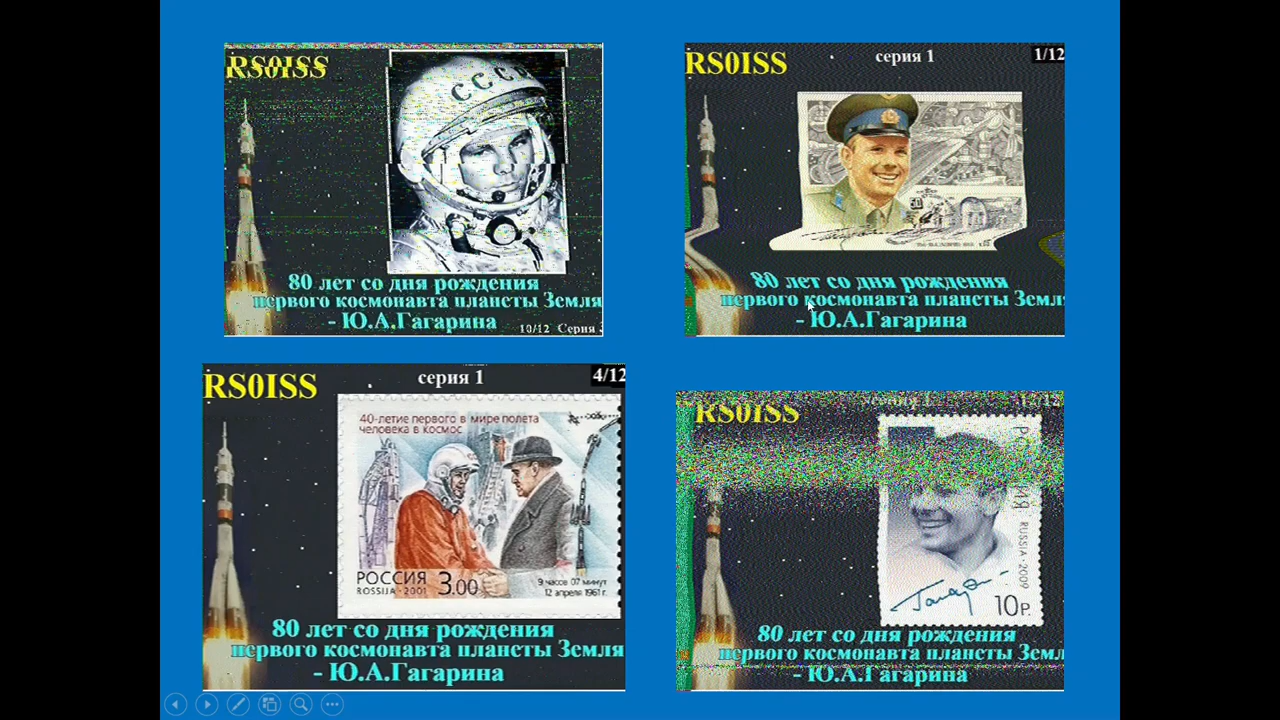 RS0ISS
СССР
80 лет со дня рождения
первого космонавта планеты Земля
- Ю.А.Гагарина
10/12 Серия 3
RS0ISS
серия 1
1/12
80 лет со дня рождения
первого космонавта планеты Земля
- Ю.А.Гагарина
RS0ISS
серия 1
4/12
40-летие первого в мире полета
человека в космос
РОССИЯ
ROSSIJA · 2001
3.00
9 часов 07 минут
12 апреля 1961 г.
80 лет со дня рождения
первого космонавта планеты Земля
- Ю.А.Гагарина
RS0ISS
серия 1
РОССИЯ
RUSSIA · 2009
10р.
80 лет со дня рождения
первого космонавта планеты Земля
- Ю.А.Гагарина